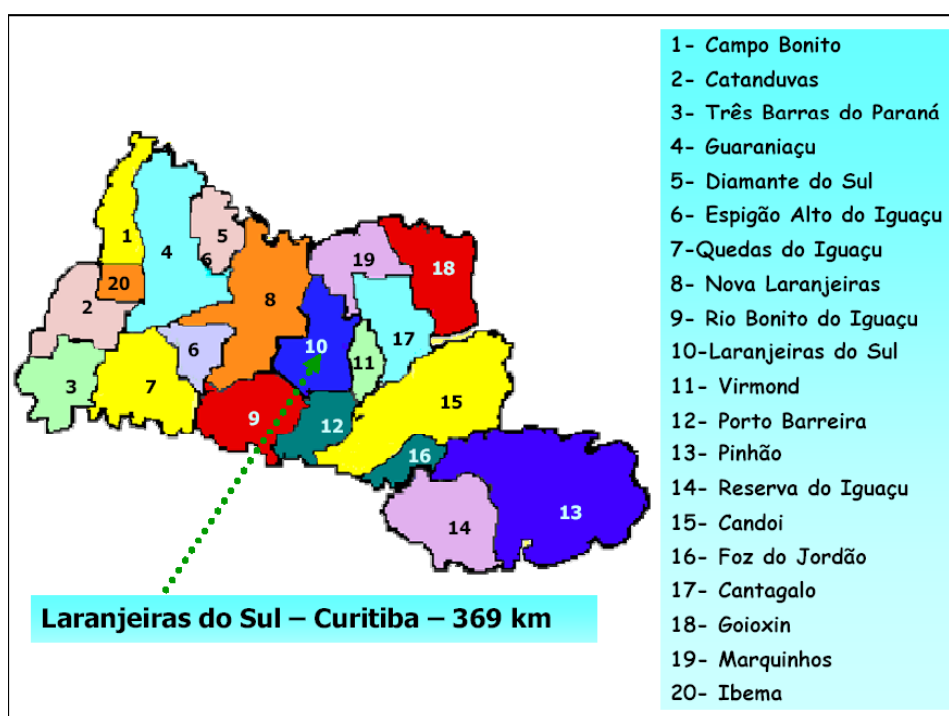 1- Campo Bonito
2- Catanduvas
3- Três Barras do Paraná
4- Guaraniaçu
5- Diamante do Sul
6- Espigão Alto do Iguaçu
7-Quedas do Iguaçu
8- Nova Laranjeiras
9- Rio Bonito do Iguaçu
10-Laranjeiras do Sul
11- Virmond
12- Porto Barreira
13- Pinhão
14- Reserva do Iguaçu
15- Candoi
16- Foz do Jordão
17- Cantagalo
18- Goioxin
19- Marquinhos
20- Ibema
1
5
4
6
19
18
20
2
8
17
10
6
11
3
7
15
9
12
16
13
14
Laranjeiras do Sul – Curitiba – 369 km